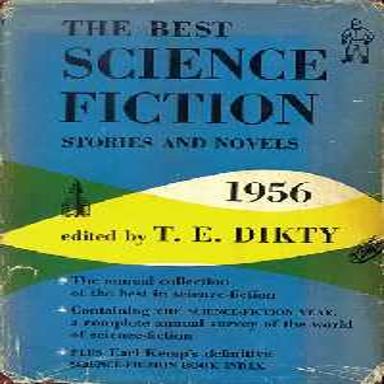 THE BEST
SCIENCE
FICTION
STORIES AND NOVELS
1956
edited by T. E. DIKTY
The annual collection
of the best in science-fiction
Containing THE SCIENCE-FICTION YEAR,
a complete annual survey of the world
of science-fiction
PLUS Earl Kemp's definitive
SCIENCE-FICTION BOOK INDEX